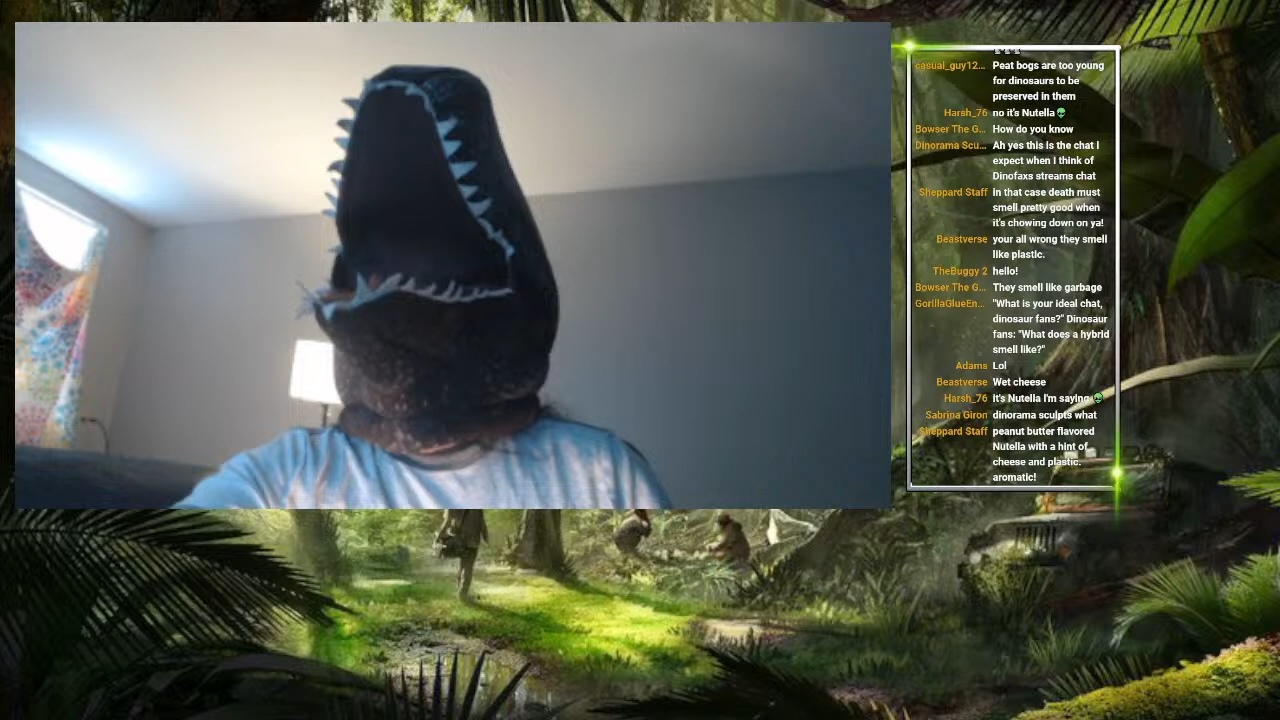 casual_guy12... Peat bogs are too young
for dinosaurs to be
preserved in them
Harsh_76 no it's Nutella👽
Bowser The G... How do you know
Dinorama Scu... Ah yes this is the chat I
expect when I think of
Dinofaxs streams chat
Sheppard Staff in that case death must
smell pretty good when
it's chowing down on ya!
Beastverse your all wrong they smell
like plastic.
TheBuggy 2 hello!
Bowser The G... They smell like garbage
GorillaGlueEn... "What is your ideal chat,
dinosaur fans?" Dinosaur
fans: "What does a hybrid
smell like?"
Adams Lol
Beastverse Wet cheese
Harsh_76 It's Nutella I'm saying 👽
Sabrina Giron dinorama sculpts what
Sheppard Staff peanut butter flavored
Nutella with a hint of
cheese and plastic.
aromatic!